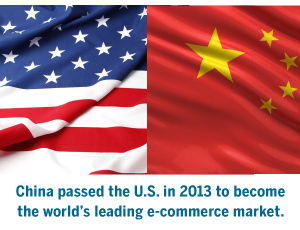 China passed the U.S. in 2013 to become
the world's leading e-commerce market.